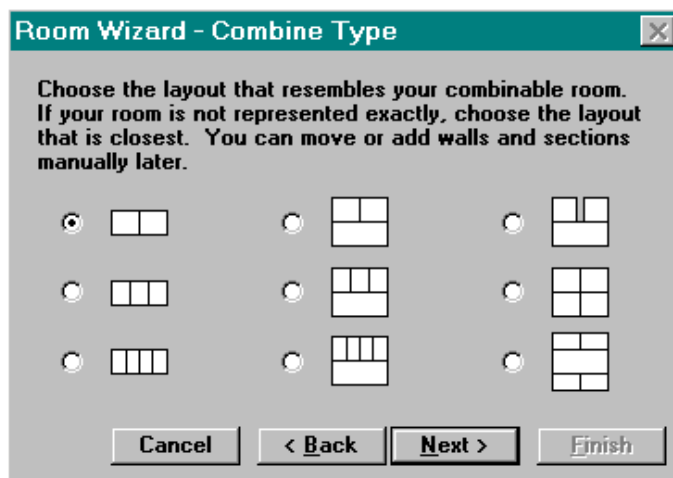 Room Wizard - Combine Type
Choose the layout that resembles your combinable room.
If your room is not represented exactly, choose the layout
that is closest.  You can move or add walls and sections
manually later.
Cancel
< Back
Next >
Finish